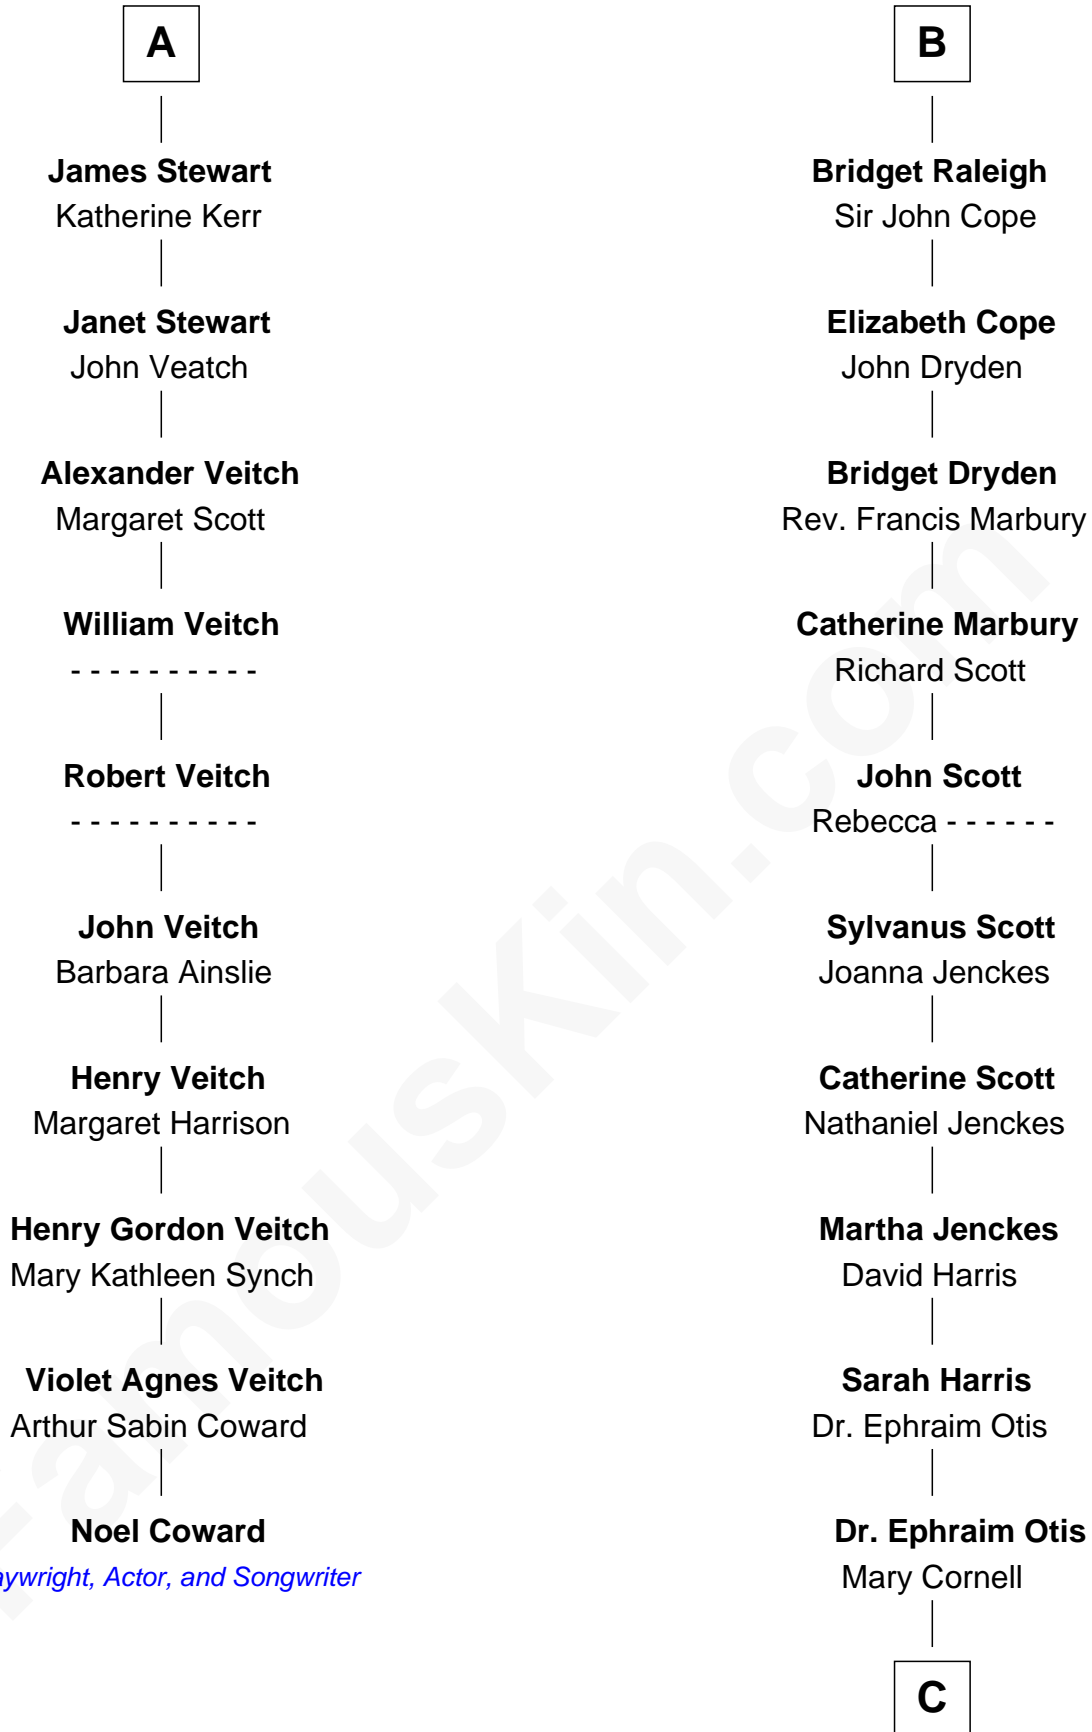 A
James Stewart
Katherine Kerr
Janet Stewart
John Veatch
Alexander Veitch
Margaret Scott
William Veitch
- - - - - - - - - -
Robert Veitch
- - - - - - - - - -
John Veitch
Barbara Ainslie
Henry Veitch
Margaret Harrison
Henry Gordon Veitch
Mary Kathleen Synch
Violet Agnes Veitch
Arthur Sabin Coward
Noel Coward
aywright, Actor, and Songwriter
B
Bridget Raleigh
Sir John Cope
Elizabeth Cope
John Dryden
Bridget Dryden
Rev. Francis Marbury
Catherine Marbury
Richard Scott
John Scott
Rebecca - - - - - -
Sylvanus Scott
Joanna Jenckes
Catherine Scott
Nathaniel Jenckes
Martha Jenckes
David Harris
Sarah Harris
Dr. Ephraim Otis
Dr. Ephraim Otis
Mary Cornell
C
FamousKin.com